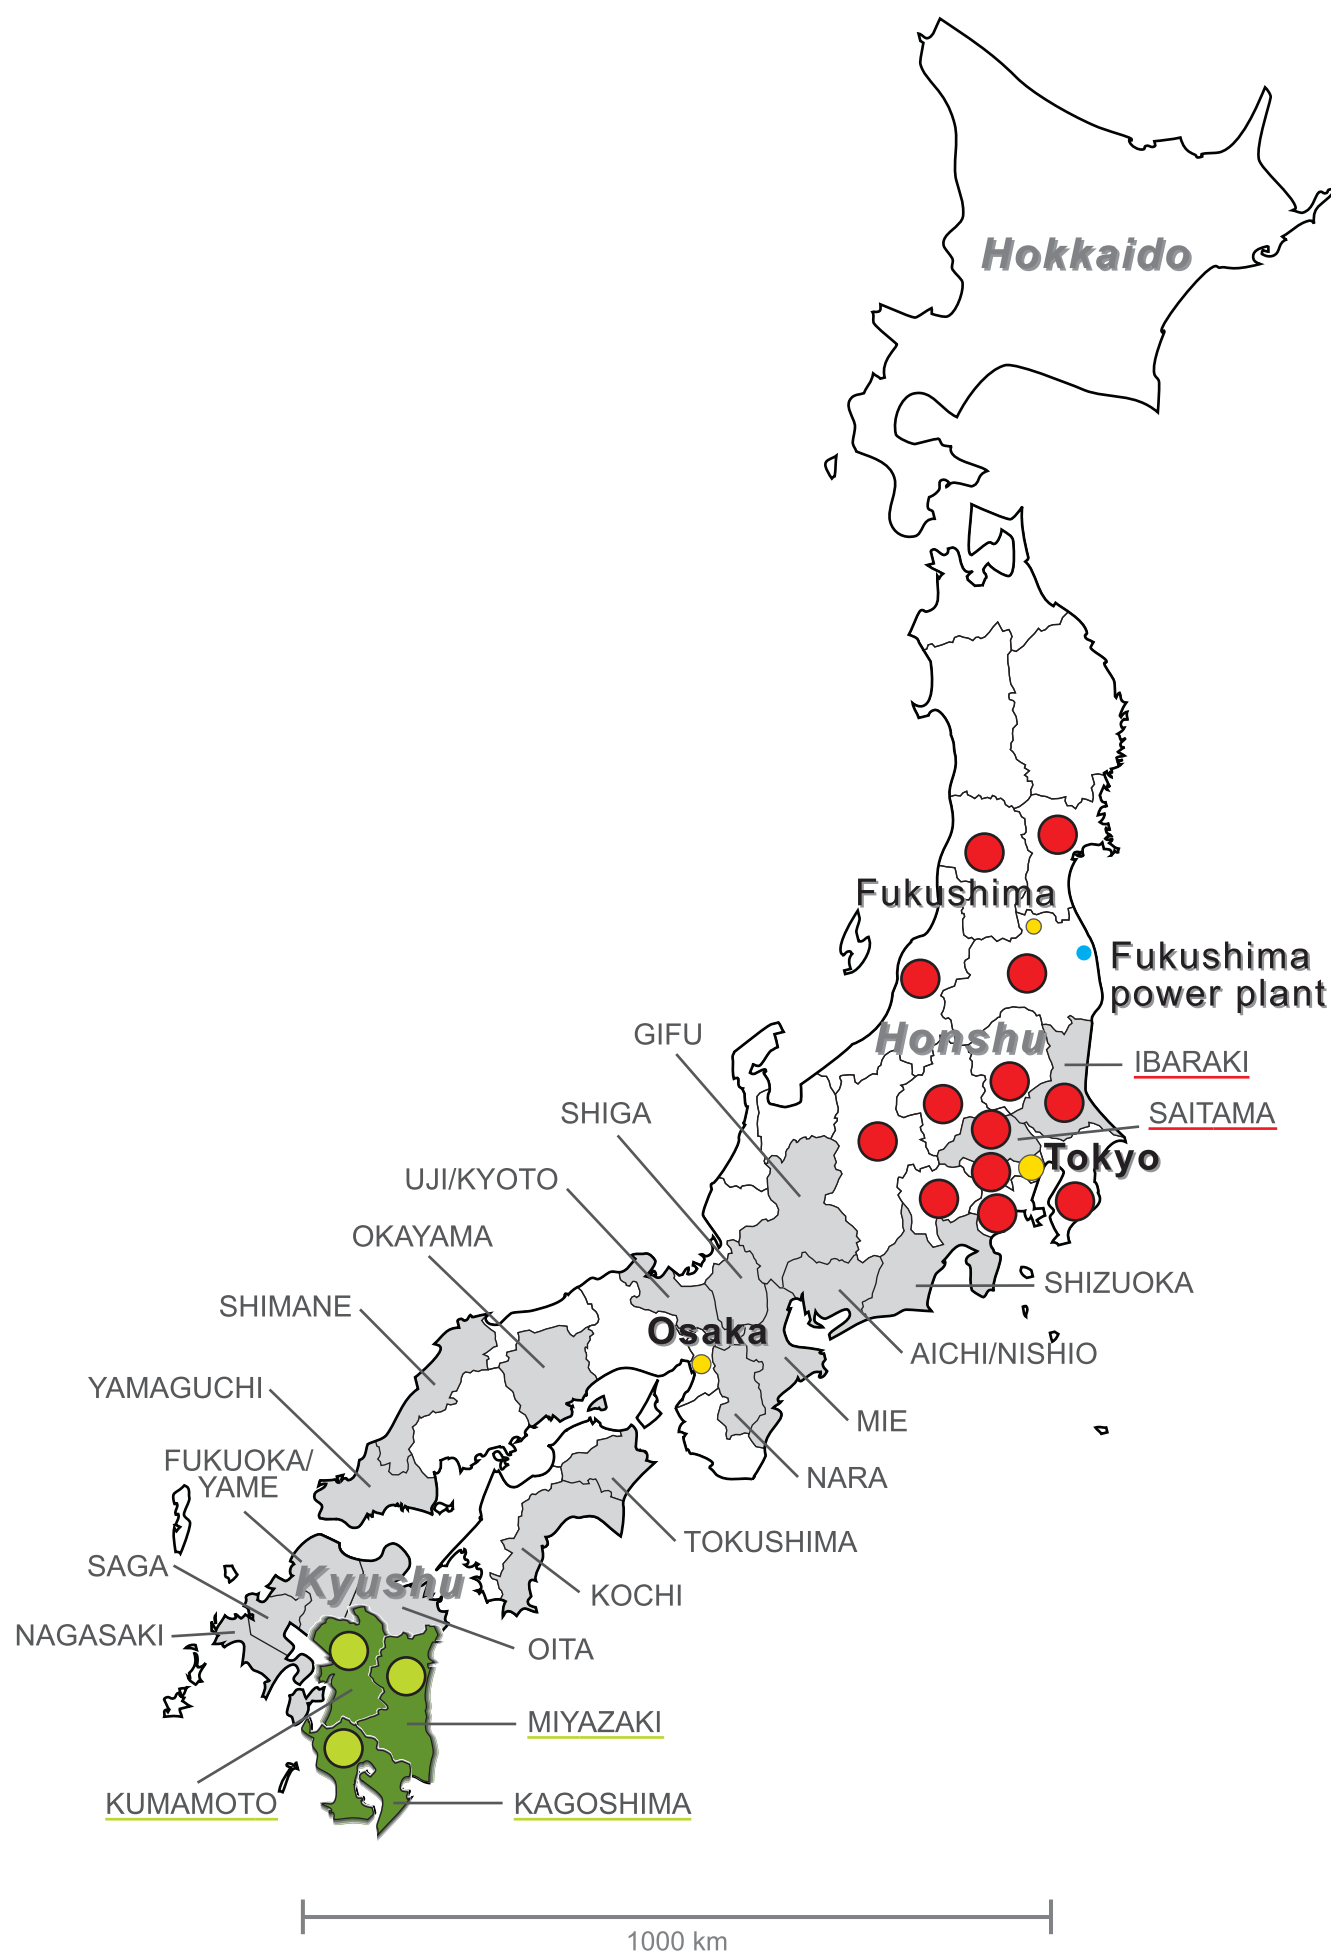 Hokkaido
Fukushima
Fukushima
power plant
Honshu
GIFU
IBARAKI
SHIGA
SAITAMA
Tokyo
UJI/KYOTO
OKAYAMA
SHIZUOKA
SHIMANE
Osaka
AICHI/NISHIO
YAMAGUCHI
MIE
FUKUOKA/
YAME
NARA
TOKUSHIMA
SAGA
Kyushu
KOCHI
NAGASAKI
OITA
MIYAZAKI
KUMAMOTO
KAGOSHIMA
1000 km